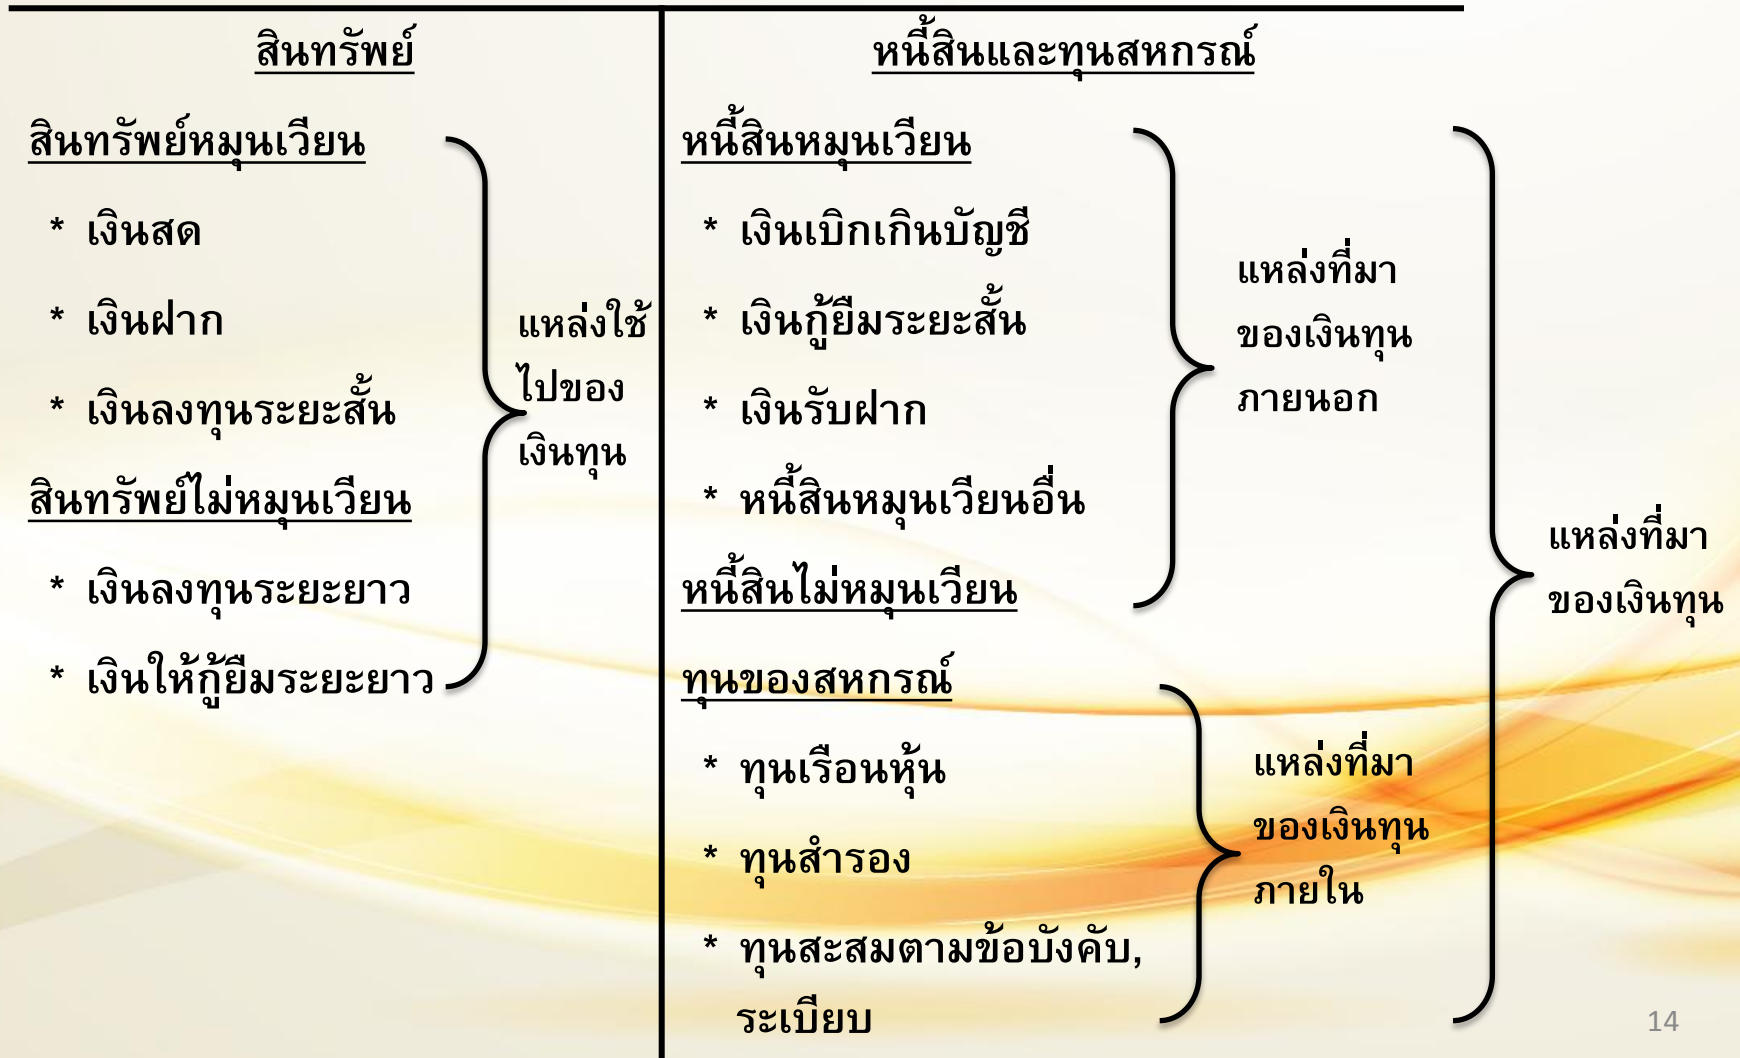 สินทรัพย์
สินทรัพย์หมุนเวียน
* เงินสด
* เงินฝาก
* เงินลงทุนระยะสั้น
สินทรัพย์ไม่หมุนเวียน
* เงินลงทุนระยะยาว
* เงินให้กู้ยืมระยะยาว
แหล่งใช้
ไปของ
เงินทุน
หนี้สินและทุนสหกรณ์
หนี้สินหมุนเวียน
* เงินเบิกเกินบัญชี
* เงินกู้ยืมระยะสั้น
* เงินรับฝาก
* หนี้สินหมุนเวียนอื่น
หนี้สินไม่หมุนเวียน
แหล่งที่มา
ของเงินทุน
ภายนอก
ทุนของสหกรณ์
* ทุนเรือนหุ้น
* ทุนสำรอง
* ทุนสะสมตามข้อบังคับ,
ระเบียบ
แหล่งที่มา
ของเงินทุน
ภายใน
แหล่งที่มา
ของเงินทุน
14